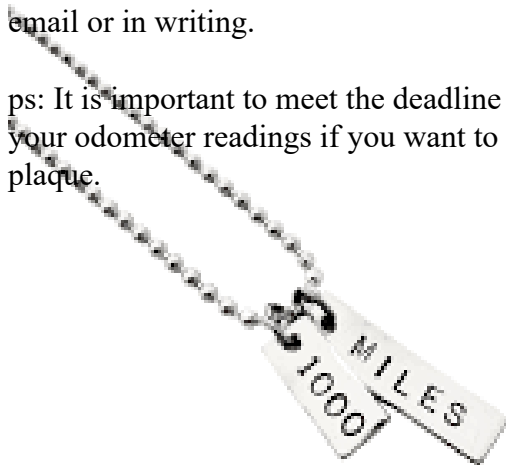 email or in writing.
ps: It is important to meet the deadline
your odometer readings if you want to
plaque.
1000
MILES